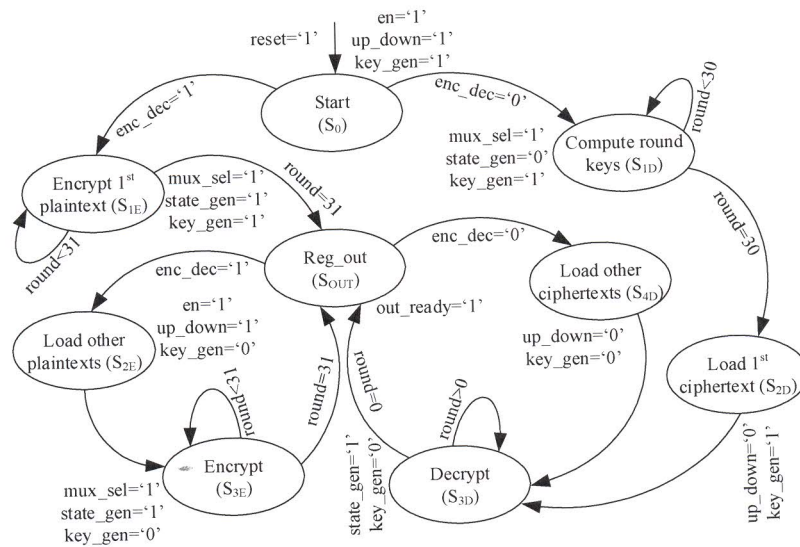 reset=‘1’
en=‘1’
up_down=‘1’
key_gen=‘1’
Start
(S0)
enc_dec=‘1’
enc_dec=‘0’
round<30
mux_sel=‘1’
state_gen=‘0’
key_gen=‘1’
Compute round
keys (S1D)
Encrypt 1st
plaintext (S1E)
mux_sel=‘1’
state_gen=‘1’
key_gen=‘1’
round=31
round<31
round=30
Reg_out
(SOUT)
enc_dec=‘1’
enc_dec=‘0’
Load other
ciphertexts (S4D)
out_ready=‘1’
en=‘1’
up_down=‘1’
key_gen=‘0’
Load other
plaintexts (S2E)
up_down=‘0’
key_gen=‘0’
Load 1st
ciphertext (S2D)
round<31
round=31
round=0
round>0
Encrypt
(S3E)
mux_sel=‘1’
state_gen=‘1’
key_gen=‘0’
state_gen=‘1’
key_gen=‘0’
Decrypt
(S3D)
up_down=‘0’
key_gen=‘1’